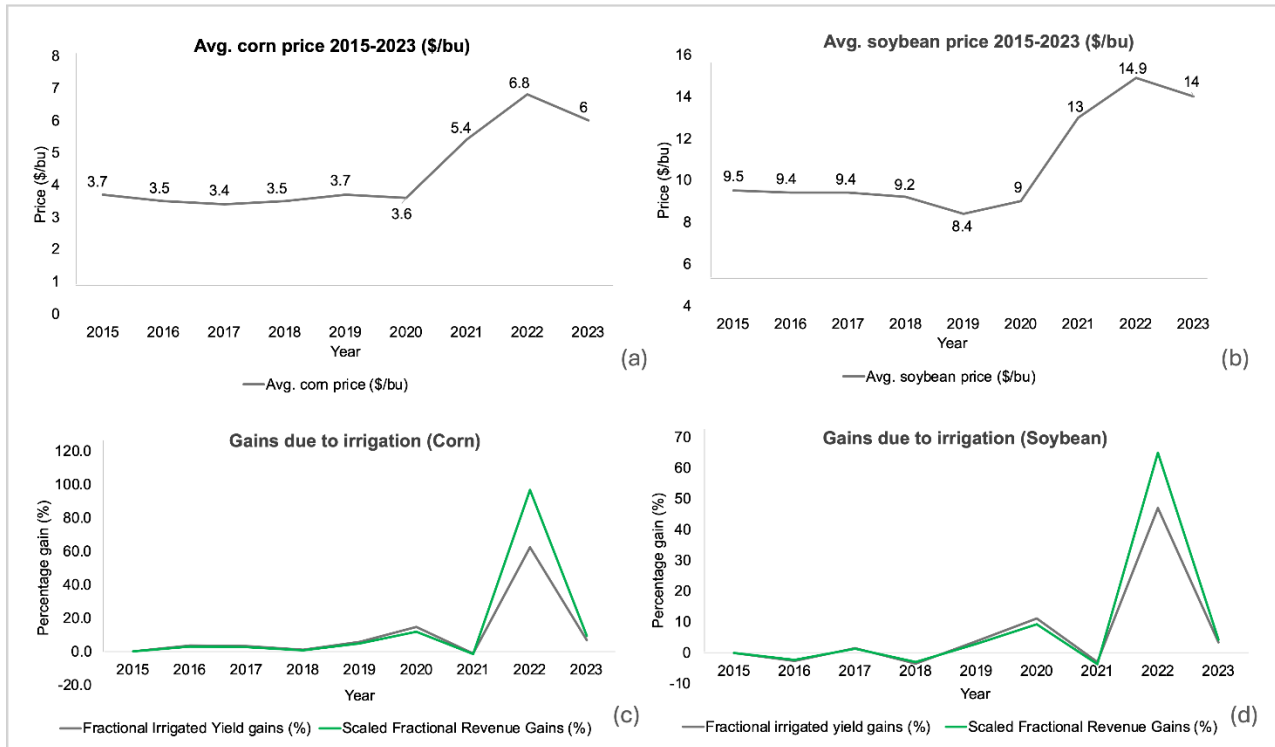 Avg. corn price 2015-2023 ($/bu)
8
7
6
5
4
3
2
1
0
Price ($/bu)
3.7
3.5
3.4
3.5
3.7
3.6
5.4
6.8
6
2015 2016 2017 2018 2019 2020 2021 2022 2023
Year
(a)
Avg. corn price ($/bu)
Avg. soybean price 2015-2023 ($/bu)
16
14
12
10
8
6
4
Price ($/bu)
9.5
9.4
9.4
9.2
8.4
9
13
14.9
14
2015 2016 2017 2018 2019 2020 2021 2022 2023
Year
(b)
Avg. soybean price ($/bu)
Gains due to irrigation (Corn)
120.0
100.0
80.0
60.0
40.0
20.0
0.0
-20.0
Percentage gain (%)
2015 2016 2017 2018 2019 2020 2021 2022 2023
Year
(c)
Fractional Irrigated Yield gains (%) Scaled Fractional Revenue Gains (%)
Gains due to irrigation (Soybean)
70
60
50
40
30
20
10
0
-10
Percentage gain (%)
2015 2016 2017 2018 2019 2020 2021 2022 2023
Year
(d)
Fractional irrigated yield gains (%) Scaled Fractional Revenue Gains (%)